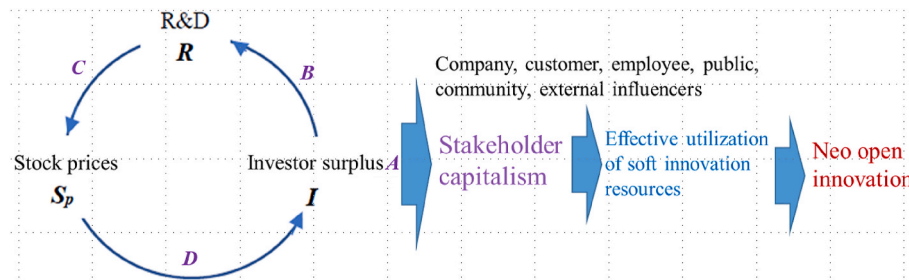 R&D
R
C
B
Company, customer, employee, public,
community, external influencers
Stock prices
Sp
Investor surplus A
I
Stakeholder
capitalism
Effective utilization
of soft innovation
resources
Neo open
innovation
D